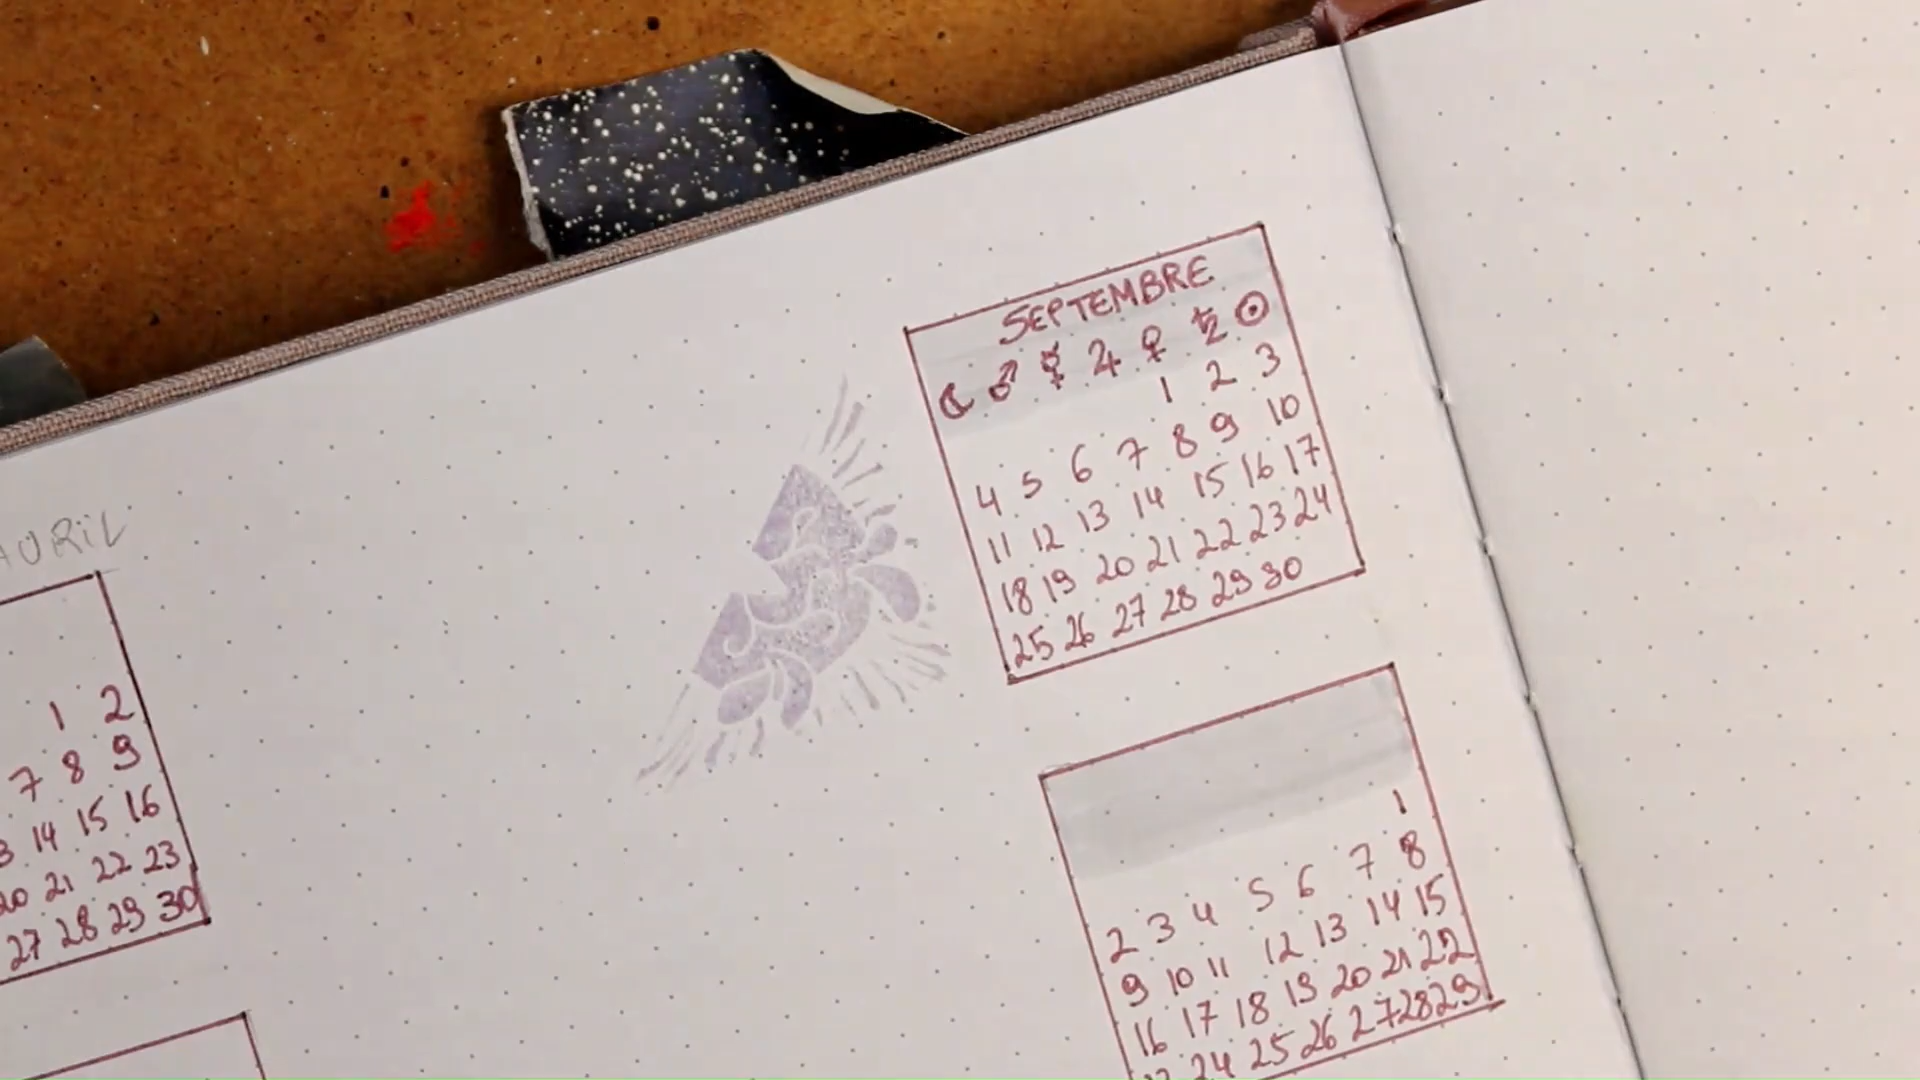 AVRIL
1 2
7 8 9
14 15 16
20 21 22 23
27 28 29 30
SEPTEMBRE
☾ ♂ ☿ ♃ ♀ ♄ ☉
1 2 3
4 5 6 7 8 9 10
11 12 13 14 15 16 17
18 19 20 21 22 23 24
25 26 27 28 29 30
1
2 3 4 5 6 7 8
9 10 11 12 13 14 15
16 17 18 19 20 21 22
24 25 26 27 28 29